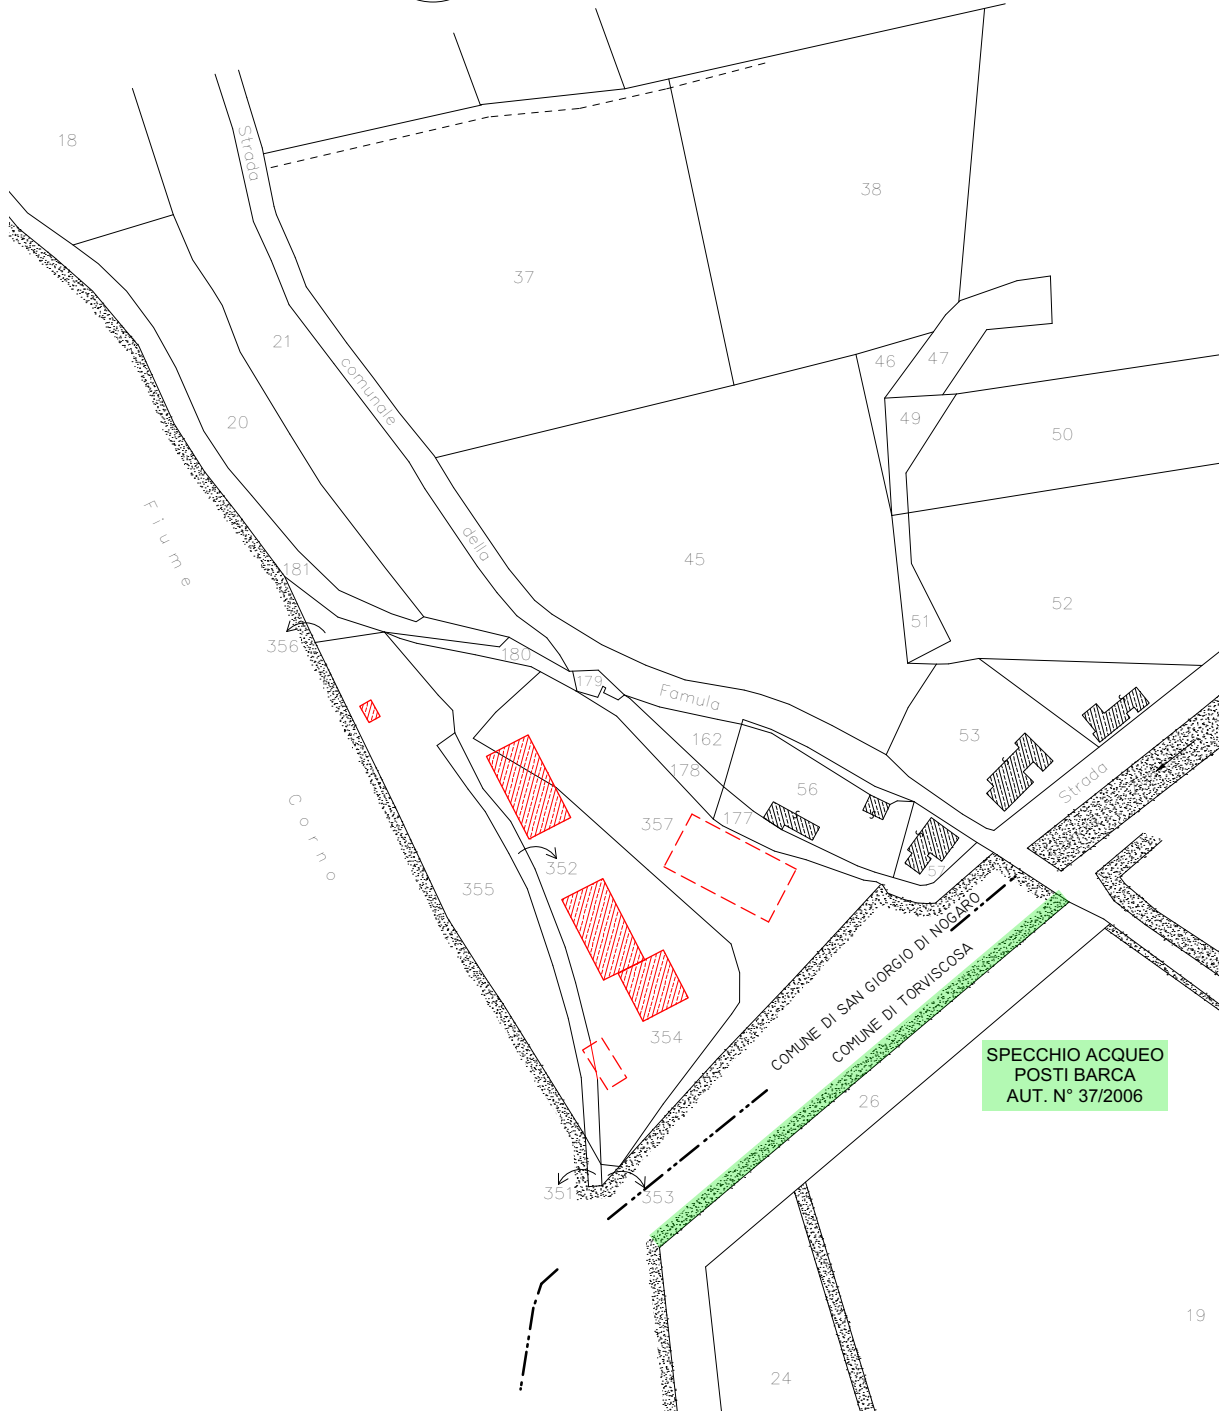 18
Strada
38
37
21
46
47
comunale
20
49
50
Fiume
della
45
181
52
51
356
180
179
Famula
162
53
178
Strada
56
Corno
357
177
352
57
355
COMUNE DI SAN GIORGIO DI NOGARO
COMUNE DI TORVISCOSA
354
SPECCHIO ACQUEO
POSTI BARCA
AUT. N° 37/2006
26
351
353
19
24